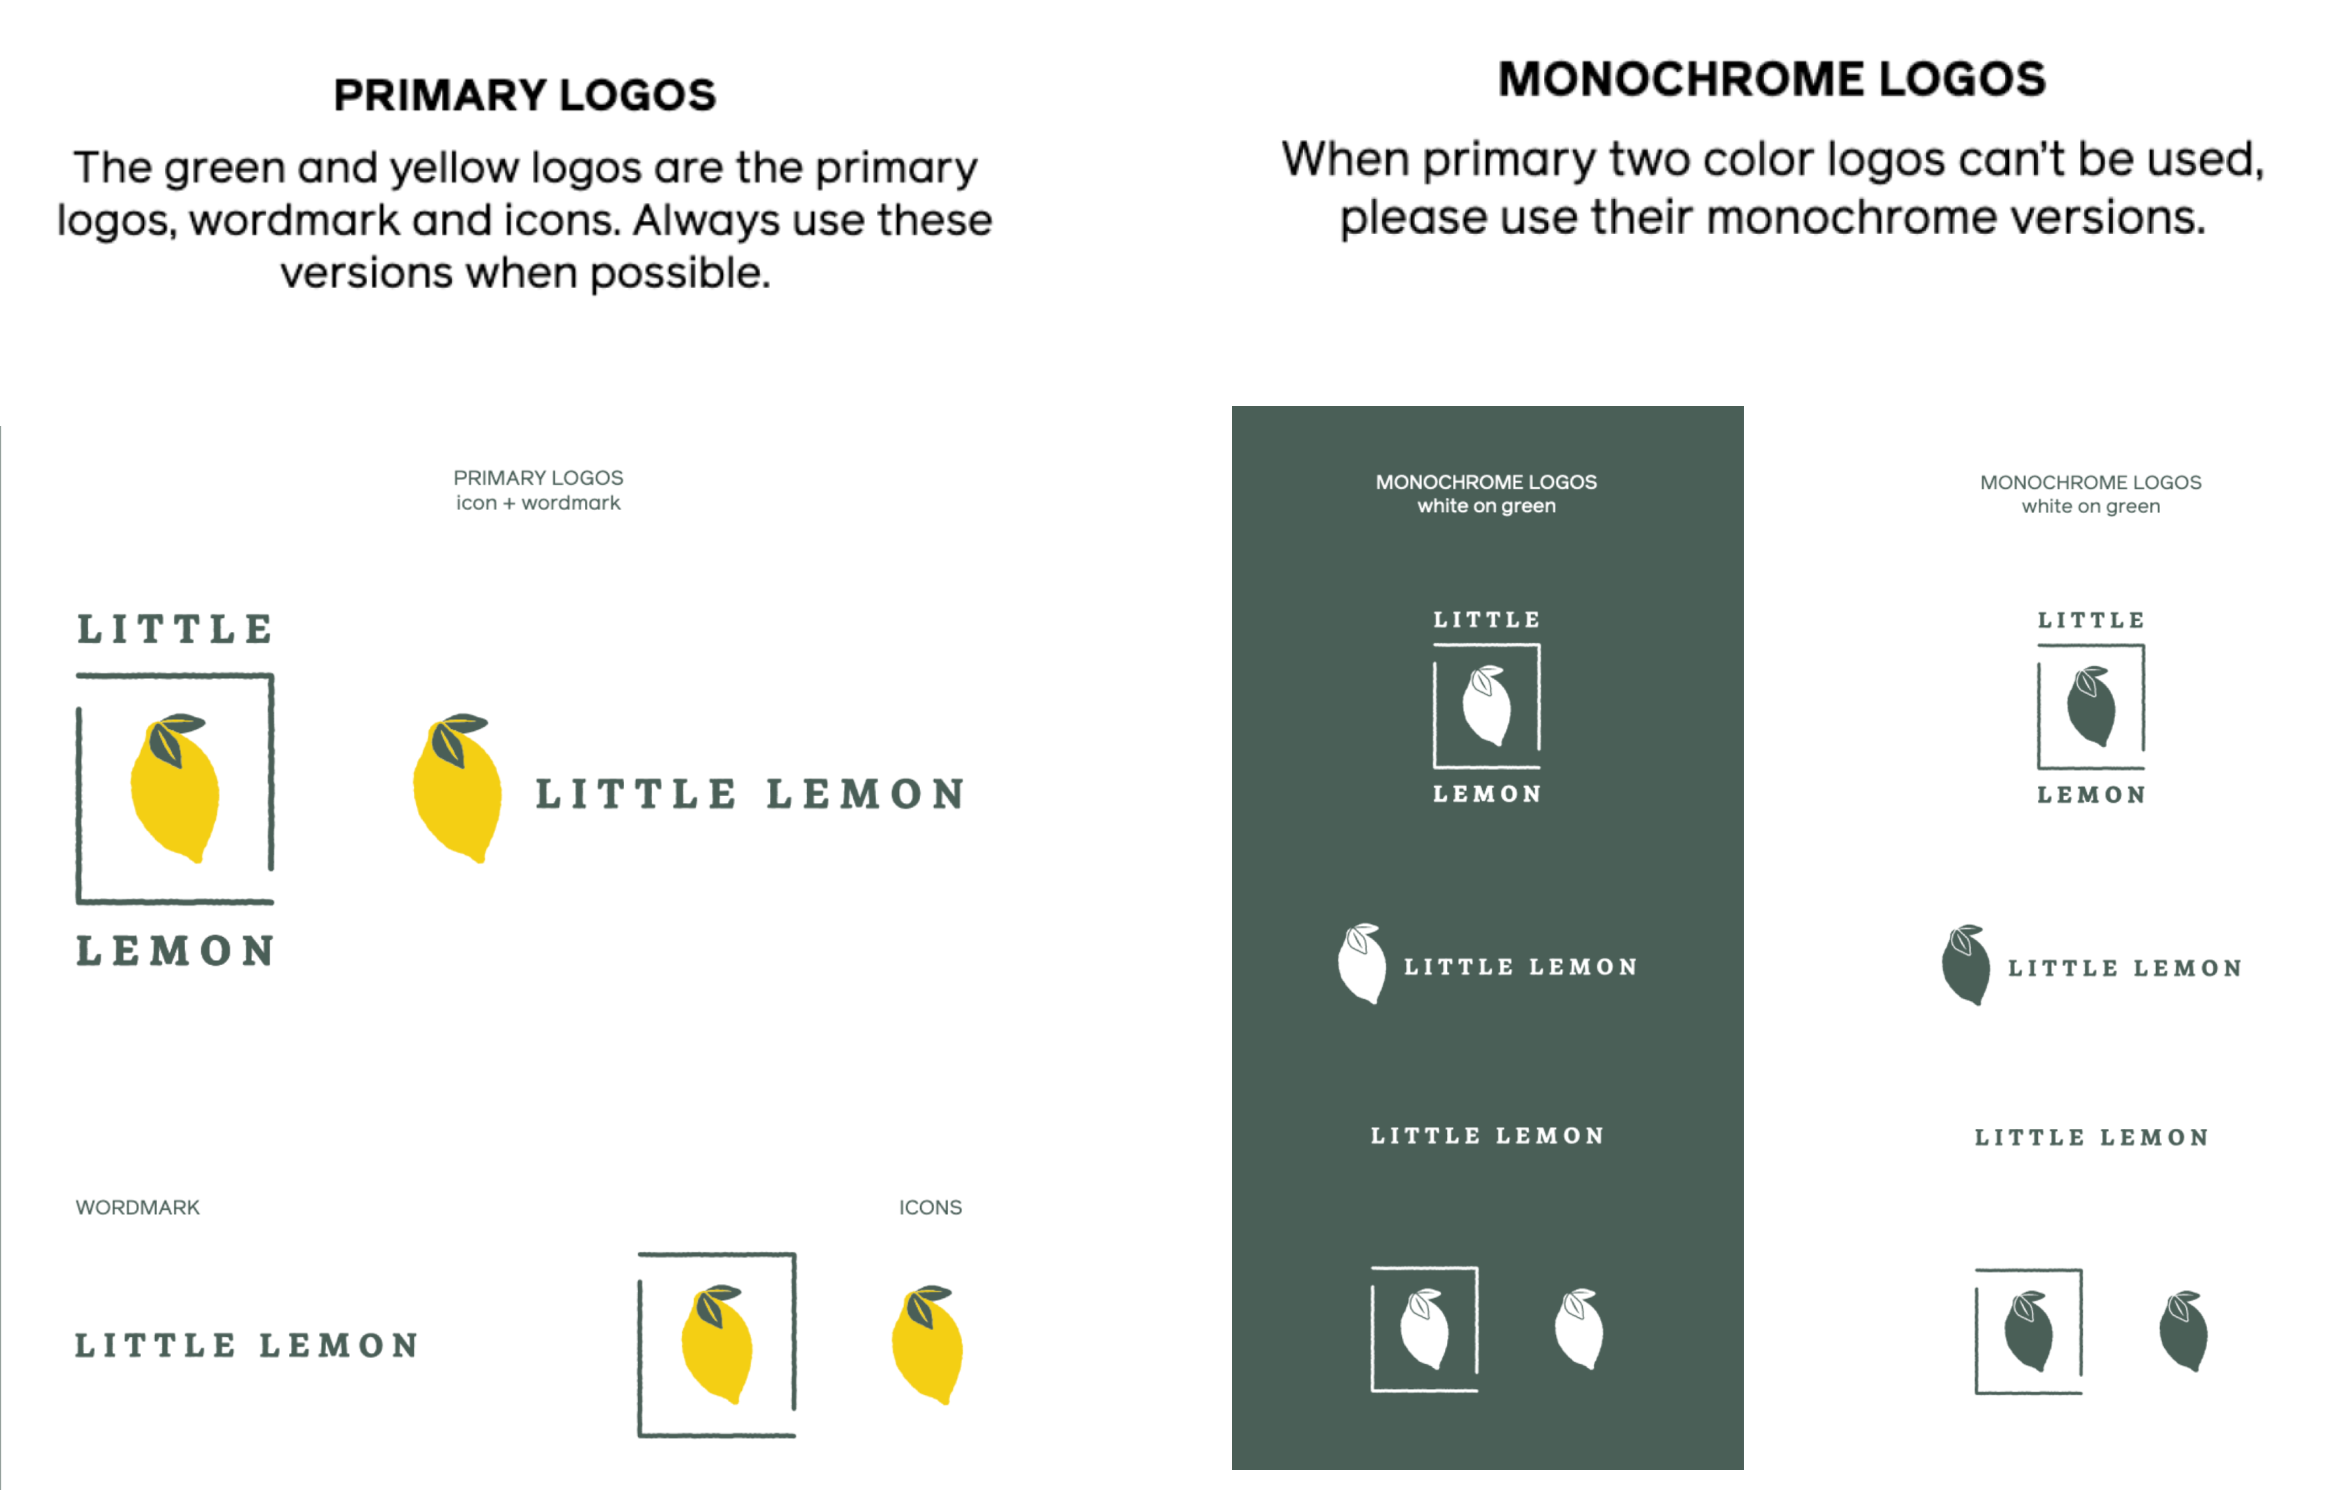 PRIMARY LOGOS
The green and yellow logos are the primary
logos, wordmark and icons. Always use these
versions when possible.
PRIMARY LOGOS
icon + wordmark
LITTLE
LEMON
LITTLE LEMON
WORDMARK
LITTLE LEMON
ICONS
MONOCHROME LOGOS
When primary two color logos can't be used,
please use their monochrome versions.
MONOCHROME LOGOS
white on green
LITTLE
LEMON
LITTLE LEMON
LITTLE LEMON
MONOCHROME LOGOS
white on green
LITTLE
LEMON
LITTLE LEMON
LITTLE LEMON